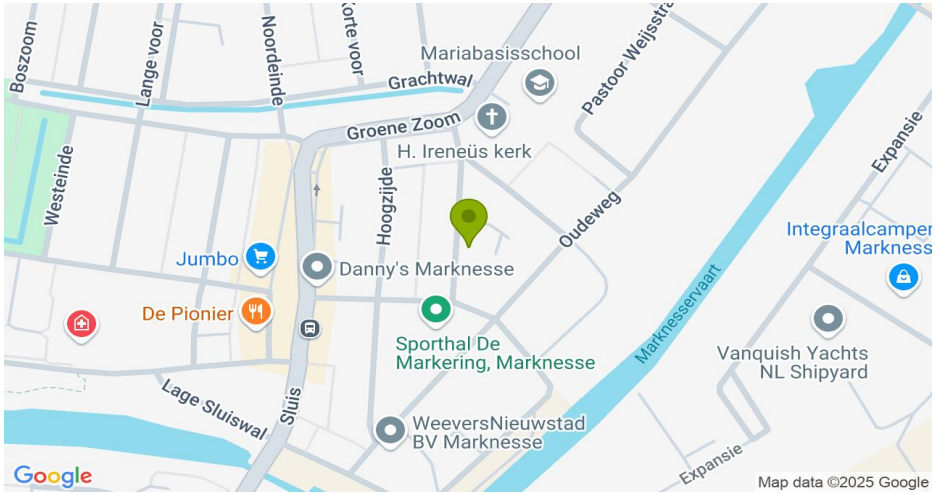 Boszoom
Lange voor
Noordeinde
Korte voor
Grachtwal
Mariabasisschool
Pastoor Weijsstra
Groene Zoom
H. Ireneüs kerk
Westeinde
Hoogzijde
Oudeweg
Expansie
Jumbo
Danny's Marknesse
De Pionier
Sporthal De
Markering, Marknesse
Integraalcamper
Markness
Marknesservaart
Vanquish Yachts
NL Shipyard
Lage Sluiswal
Sluis
WeeversNieuwstad
BV Marknesse
Expansie
Google
Map data ©2025 Google